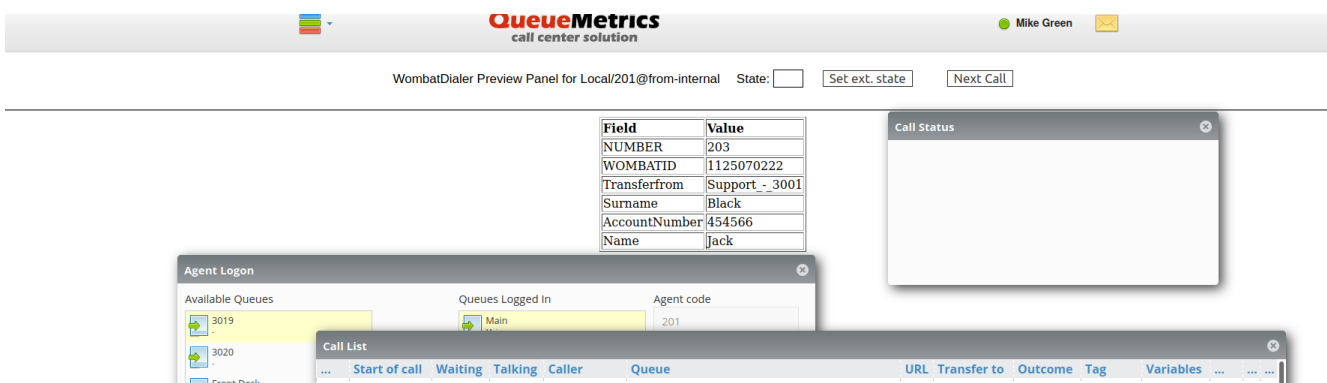 QueueMetrics
call center solution
Mike Green
WombatDialer Preview Panel for Local/201@from-internal State: Set ext. state Next Call
Field Value
NUMBER 203
WOMBATID 1125070222
Transferfrom Support_-_3001
Surname Black
AccountNumber 454566
Name Jack
Call Status
Agent Logon
Available Queues Queues Logged In Agent code
3019 Main 201
-
3020
-
Front Desk
Call List
... Start of call Waiting Talking Caller Queue URL Transfer to Outcome Tag Variables ... ... ...